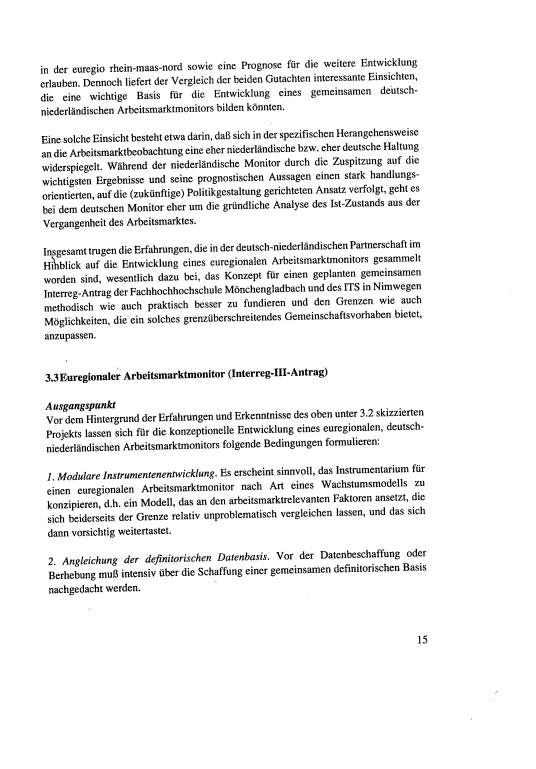 in der euregio rhein-maas-nord sowie eine Prognose für die weitere Entwicklung
erlauben. Dennoch liefert der Vergleich der beiden Gutachten interessante Einsichten,
die eine wichtige Basis für die Entwicklung eines gemeinsamen deutsch-
niederländischen Arbeitsmarktmonitors bilden könnten.

Eine solche Einsicht besteht etwa darin, daß sich in der spezifischen Herangehensweise
an die Arbeitsmarktbeobachtung eine eher niederländische bzw. eher deutsche Haltung
widerspiegelt. Während der niederländische Monitor durch die Zuspitzung auf die
wichtigsten Ergebnisse und seine prognostischen Aussagen einen stark handlungs-
orientierten, auf die (zukünftige) Politikgestaltung gerichteten Ansatz verfolgt, geht es
bei dem deutschen Monitor eher um die gründliche Analyse des Ist-Zustands aus der
Vergangenheit des Arbeitsmarktes.

Insgesamt trugen die Erfahrungen, die in der deutsch-niederländischen Partnerschaft im
Hinblick auf die Entwicklung eines euregionalen Arbeitsmarktmonitors gesammelt
worden sind, wesentlich dazu bei, das Konzept für einen geplanten gemeinsamen
Interreg-Antrag der Fachhochhochschule Mönchengladbach und des ITS in Nimwegen
methodisch wie auch praktisch besser zu fundieren und den Grenzen wie auch
Möglichkeiten, die ein solches grenzüberschreitendes Gemeinschaftsvorhaben bietet,
anzupassen.

3.3 Euregionaler Arbeitsmarktmonitor (Interreg-III-Antrag)

Ausgangspunkt
Vor dem Hintergrund der Erfahrungen und Erkenntnisse des oben unter 3.2 skizzierten
Projekts lassen sich für die konzeptionelle Entwicklung eines euregionalen, deutsch-
niederländischen Arbeitsmarktmonitors folgende Bedingungen formulieren:

1. Modulare Instrumentenentwicklung. Es erscheint sinnvoll, das Instrumentarium für
einen euregionalen Arbeitsmarktmonitor nach Art eines Wachstumsmodells zu
konzipieren, d.h. ein Modell, das an den arbeitsmarktrelevanten Faktoren ansetzt, die
sich beiderseits der Grenze relativ unproblematisch vergleichen lassen, und das sich
dann vorsichtig weitertastet.

2. Angleichung der definitorischen Datenbasis. Vor der Datenbeschaffung oder
Berhebung muß intensiv über die Schaffung einer gemeinsamen definitorischen Basis
nachgedacht werden.

15